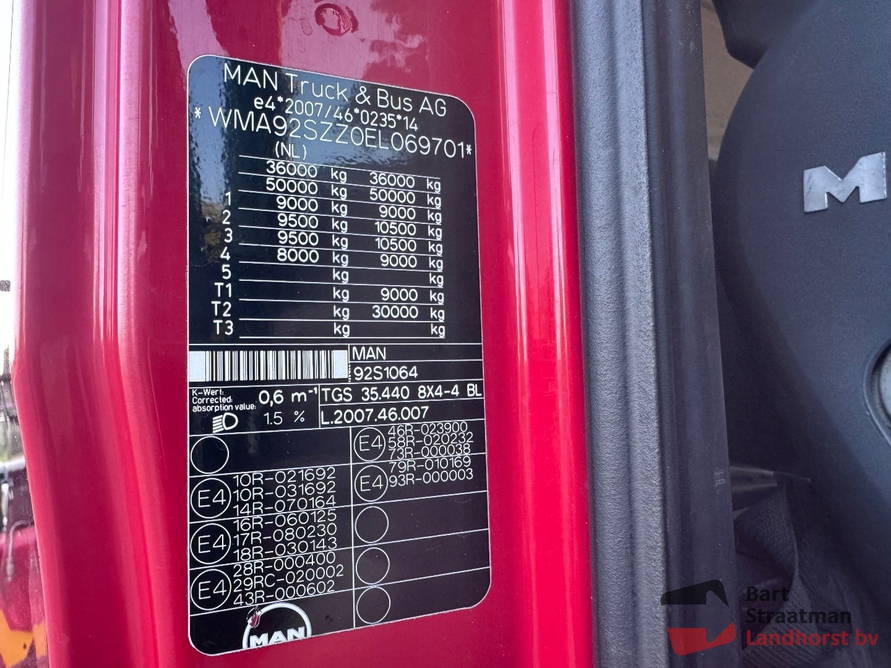 MAN Truck & Bus AG
e4*2007/46*0235*14
*WMA92SZZ0EL069701*
(NL)
36000 kg 36000 kg
50000 kg 50000 kg
1 9000 kg 9000 kg
2 9500 kg 10500 kg
3 9500 kg 10500 kg
4 8000 kg 9000 kg
5 kg kg
T1 kg 9000 kg
T2 kg 30000 kg
T3 kg kg
MAN
92S1064
K-Wert:
Corrected
absorption value: 0,6 m⁻¹
TGS 35.440 8X4-4 BL
1.5 %
L.2007.46.007
46R-023900
E4 58R-020232
73R-000038
79R-010169
E4 93R-000003
10R-021692
E4 10R-031692
14R-070164
16R-060125
E4 17R-080230
18R-030143
28R-000400
E4 29RC-020002
43R-000602
MAN
M
Bart
Straatman
Landhorst bv